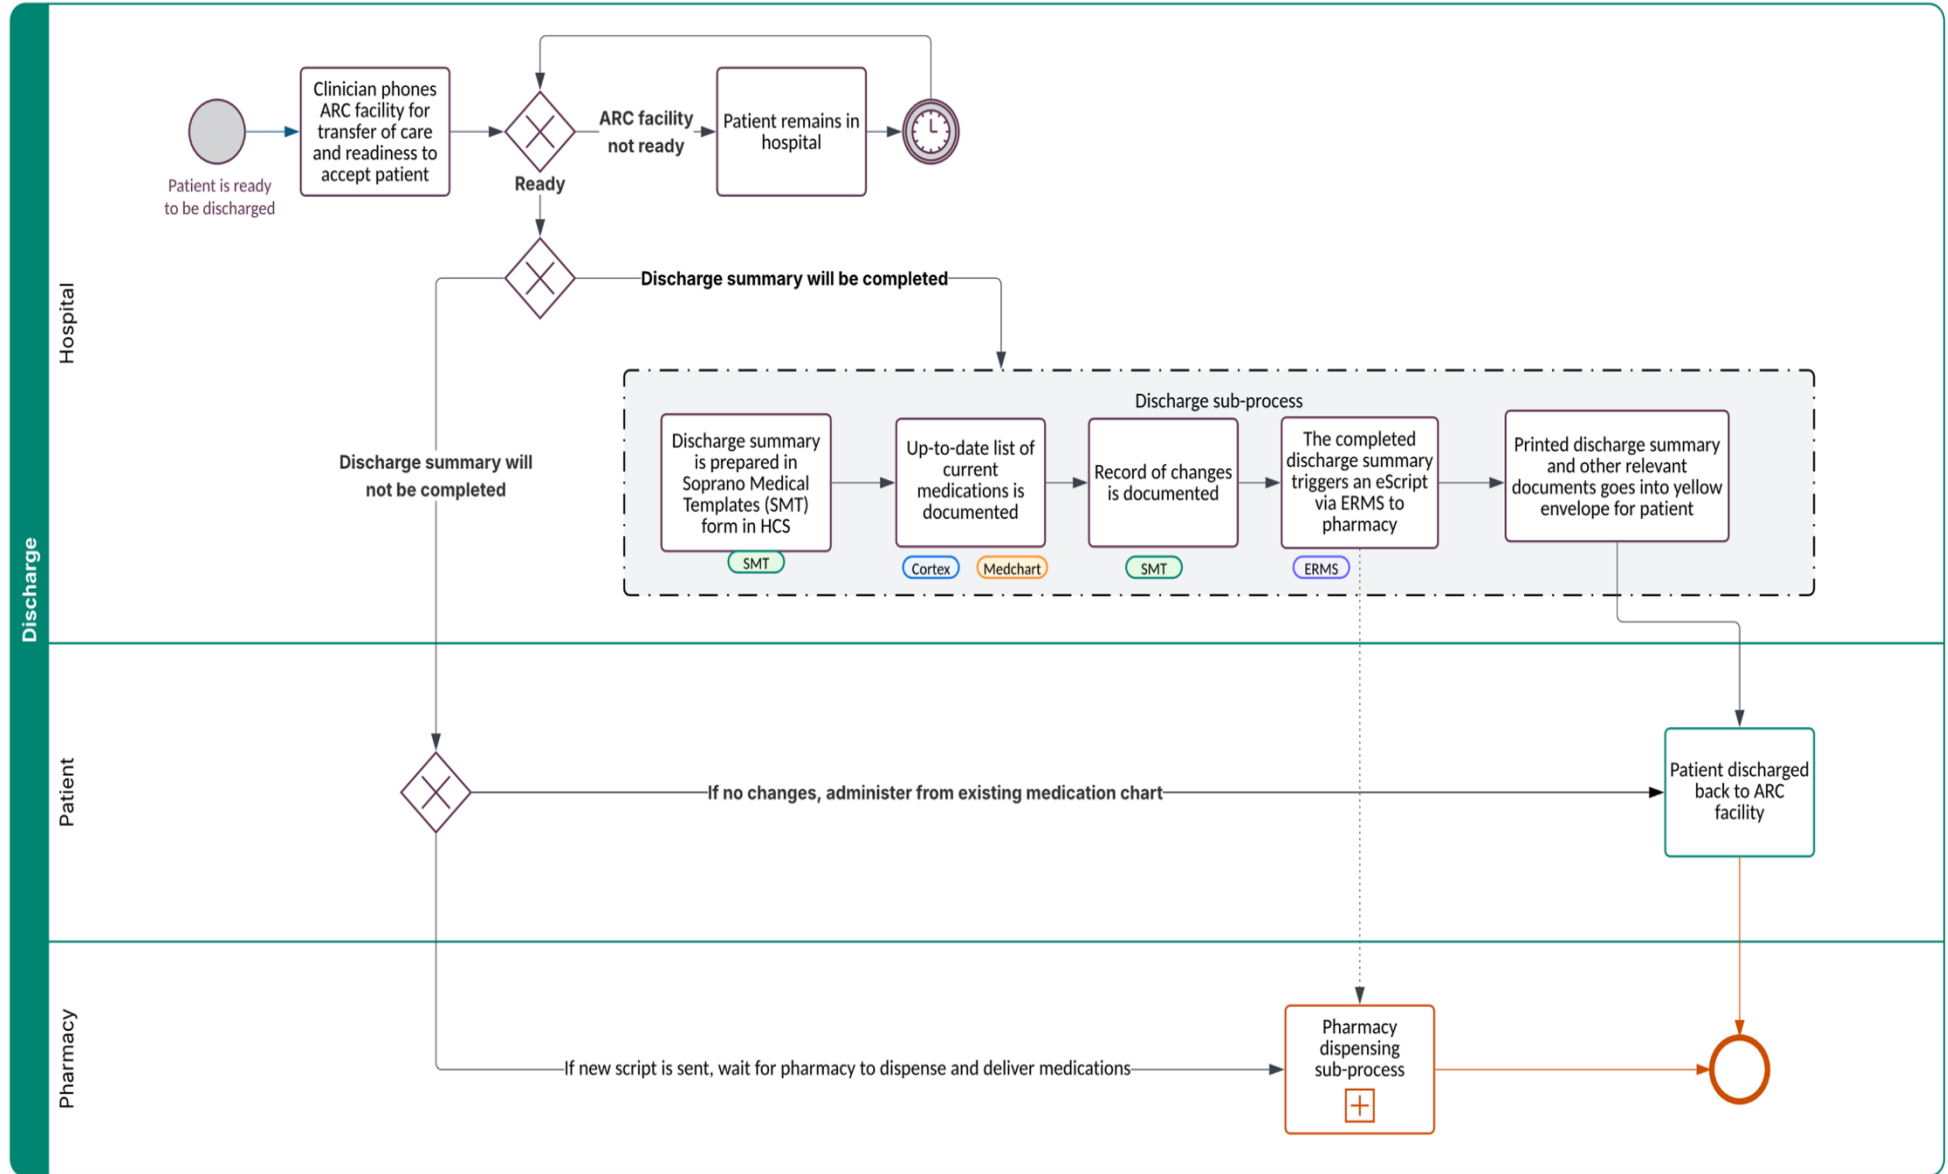 Discharge
Hospital
Patient is ready
to be discharged
Clinician phones
ARC facility for
transfer of care
and readiness to
accept patient
ARC facility
not ready
Patient remains in
hospital
Ready
Discharge summary will be completed
Discharge summary will
not be completed
Discharge sub-process
Discharge summary
is prepared in
Soprano Medical
Templates (SMT)
form in HCS
SMT
Up-to-date list of
current
medications is
documented
Cortex
Medchart
Record of changes
is documented
SMT
The completed
discharge summary
triggers an eScript
via ERMS to
pharmacy
ERMS
Printed discharge summary
and other relevant
documents goes into yellow
envelope for patient
Patient
If no changes, administer from existing medication chart
Patient discharged
back to ARC
facility
Pharmacy
If new script is sent, wait for pharmacy to dispense and deliver medications
Pharmacy
dispensing
sub-process